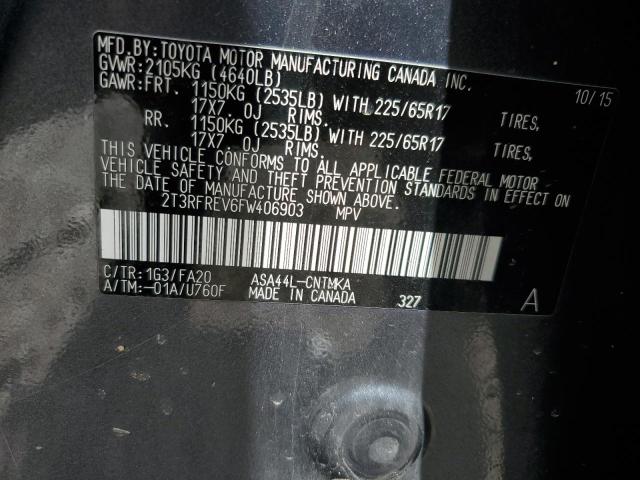 MFD.BY:TOYOTA MOTOR MANUFACTURING CANADA INC.
GVWR:2105KG (4640LB) 10/15
GAWR:FRT. 1150KG (2535LB) WITH 225/65R17 TIRES,
17X7.0J RIMS.
RR. 1150KG (2535LB) WITH 225/65R17 TIRES,
17X7.0J RIMS.
THIS VEHICLE CONFORMS TO ALL APPLICABLE FEDERAL MOTOR
VEHICLE SAFETY AND THEFT PREVENTION STANDARDS IN EFFECT ON
THE DATE OF MANUFACTURE SHOWN ABOVE.
2T3RFREV6FW406903 MPV
C/TR:1G3/FA20 ASA44L-CNTMKA
A/TM:-01A/U760F MADE IN CANADA 327 A